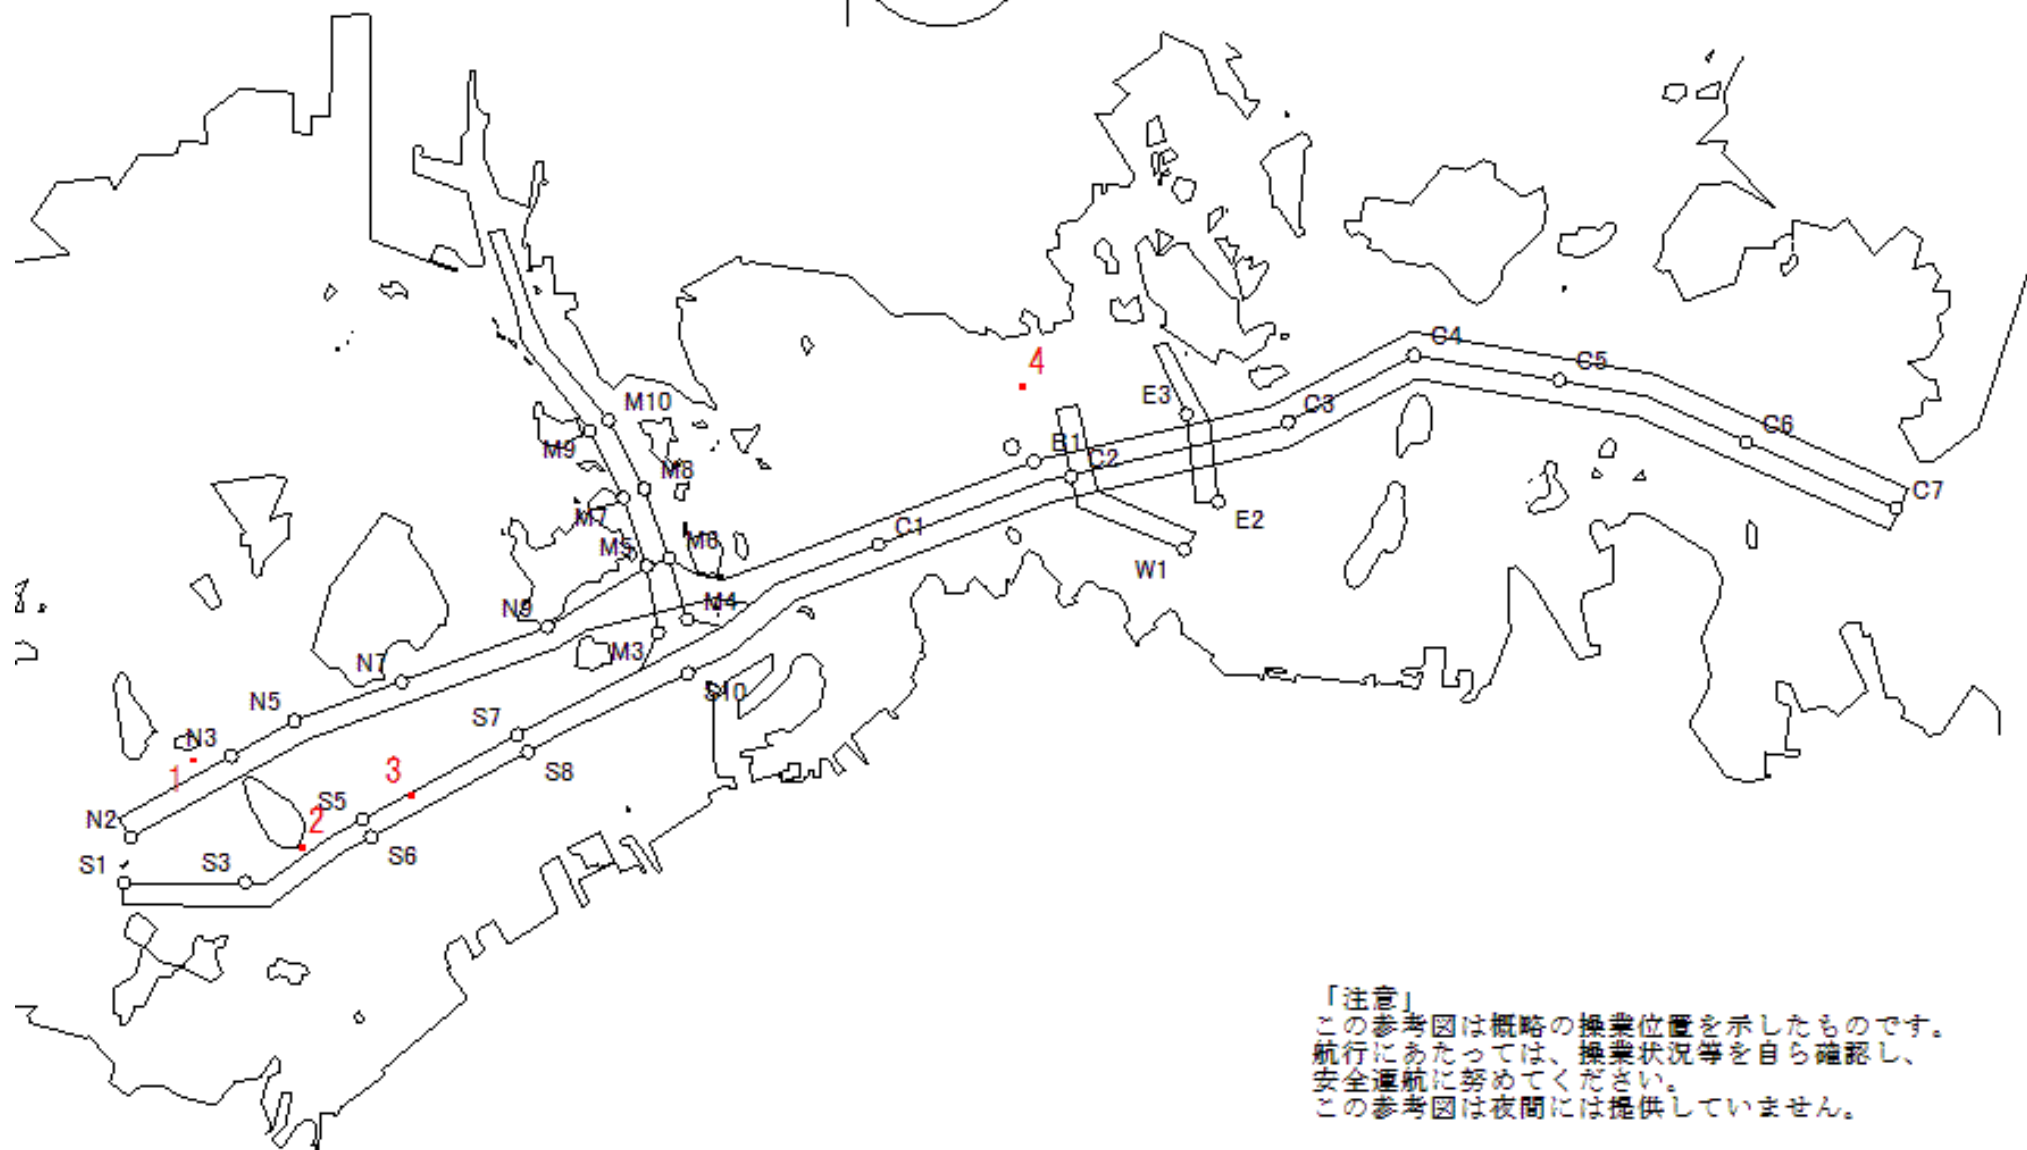 4
C4
C5
E3
M10
C3
C6
M9
B1
C2
M8
C7
M7
E2
C1
M5
M6
W1
N9
M4
M3
N7
S10
N5
S7
N3
3
1
S8
S5
2
N2
S6
S1
S3
「注意」
この参考図は概略の操業位置を示したものです。
航行にあたっては、操業状況等を自ら確認し、
安全運航に努めてください。
この参考図は夜間には提供していません。